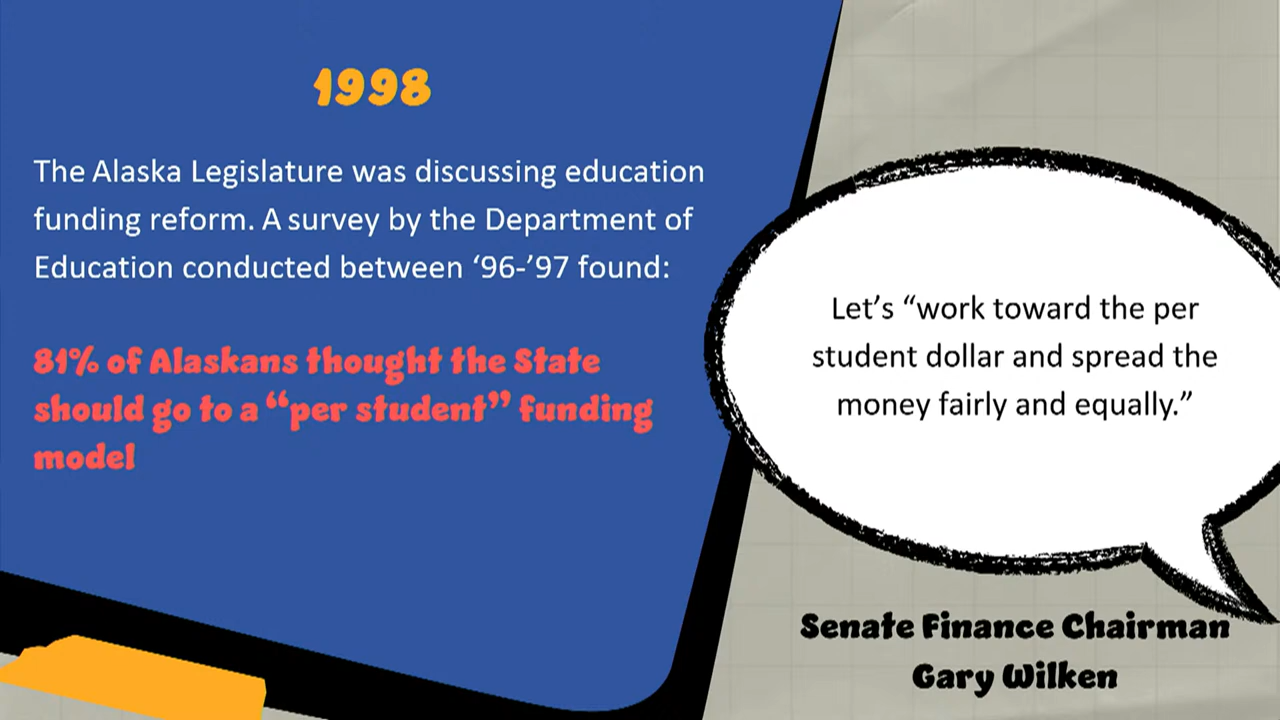 1998
The Alaska Legislature was discussing education
funding reform. A survey by the Department of
Education conducted between ‘96-’97 found:
81% of Alaskans thought the State
should go to a “per student” funding
model
Let’s “work toward the per
student dollar and spread the
money fairly and equally.”
Senate Finance Chairman
Gary Wilken